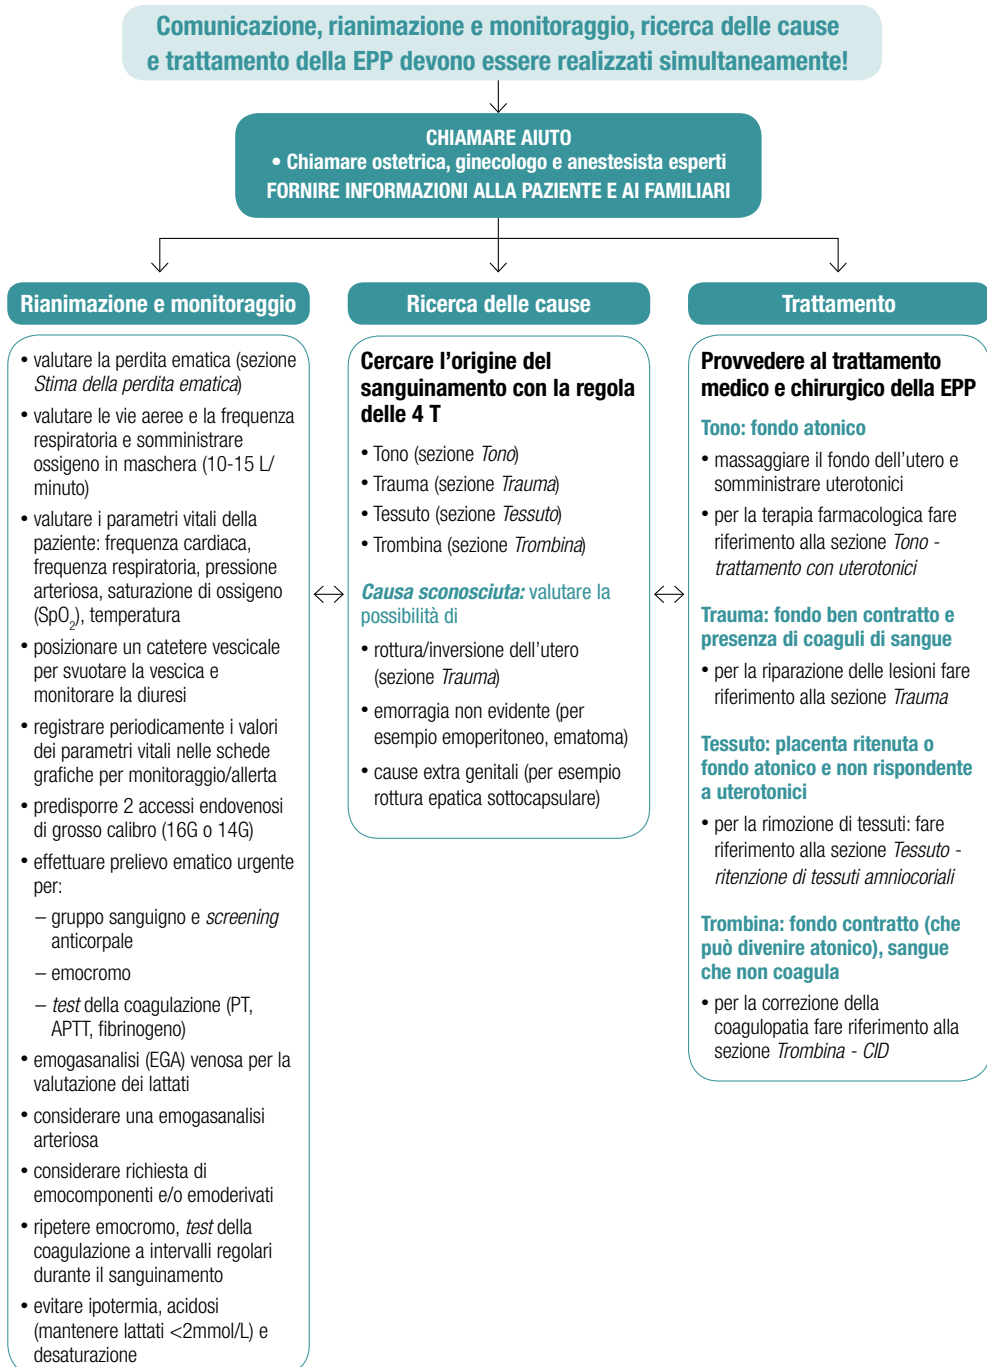 Comunicazione, rianimazione e monitoraggio, ricerca delle cause
e trattamento della EPP devono essere realizzati simultaneamente!
CHIAMARE AIUTO
• Chiamare ostetrica, ginecologo e anestesista esperti
FORNIRE INFORMAZIONI ALLA PAZIENTE E AI FAMILIARI
Rianimazione e monitoraggio
• valutare la perdita ematica (sezione
Stima della perdita ematica)
• valutare le vie aeree e la frequenza
respiratoria e somministrare
ossigeno in maschera (10-15 L/
minuto)
• valutare i parametri vitali della
paziente: frequenza cardiaca,
frequenza respiratoria, pressione
arteriosa, saturazione di ossigeno
(SpO₂), temperatura
• posizionare un catetere vescicale
per svuotare la vescica e
monitorare la diuresi
• registrare periodicamente i valori
dei parametri vitali nelle schede
grafiche per monitoraggio/allerta
• predisporre 2 accessi endovenosi
di grosso calibro (16G o 14G)
• effettuare prelievo ematico urgente
per:
– gruppo sanguigno e screening
anticorpale
– emocromo
– test della coagulazione (PT,
APTT, fibrinogeno)
• emogasanalisi (EGA) venosa per la
valutazione dei lattati
• considerare una emogasanalisi
arteriosa
• considerare richiesta di
emocomponenti e/o emoderivati
• ripetere emocromo, test della
coagulazione a intervalli regolari
durante il sanguinamento
• evitare ipotermia, acidosi
(mantenere lattati <2mmol/L) e
desaturazione
Ricerca delle cause
Cercare l’origine del
sanguinamento con la regola
delle 4 T
• Tono (sezione Tono)
• Trauma (sezione Trauma)
• Tessuto (sezione Tessuto)
• Trombina (sezione Trombina)
Causa sconosciuta: valutare la
possibilità di
• rottura/inversione dell’utero
(sezione Trauma)
• emorragia non evidente (per
esempio emoperitoneo, ematoma)
• cause extra genitali (per esempio
rottura epatica sottocapsulare)
Trattamento
Provvedere al trattamento
medico e chirurgico della EPP
Tono: fondo atonico
• massaggiare il fondo dell’utero e
somministrare uterotonici
• per la terapia farmacologica fare
riferimento alla sezione Tono -
trattamento con uterotonici
Trauma: fondo ben contratto e
presenza di coaguli di sangue
• per la riparazione delle lesioni fare
riferimento alla sezione Trauma
Tessuto: placenta ritenuta o
fondo atonico e non rispondente
a uterotonici
• per la rimozione di tessuti: fare
riferimento alla sezione Tessuto -
ritenzione di tessuti amniocoriali
Trombina: fondo contratto (che
può divenire atonico), sangue
che non coagula
• per la correzione della
coagulopatia fare riferimento alla
sezione Trombina - CID